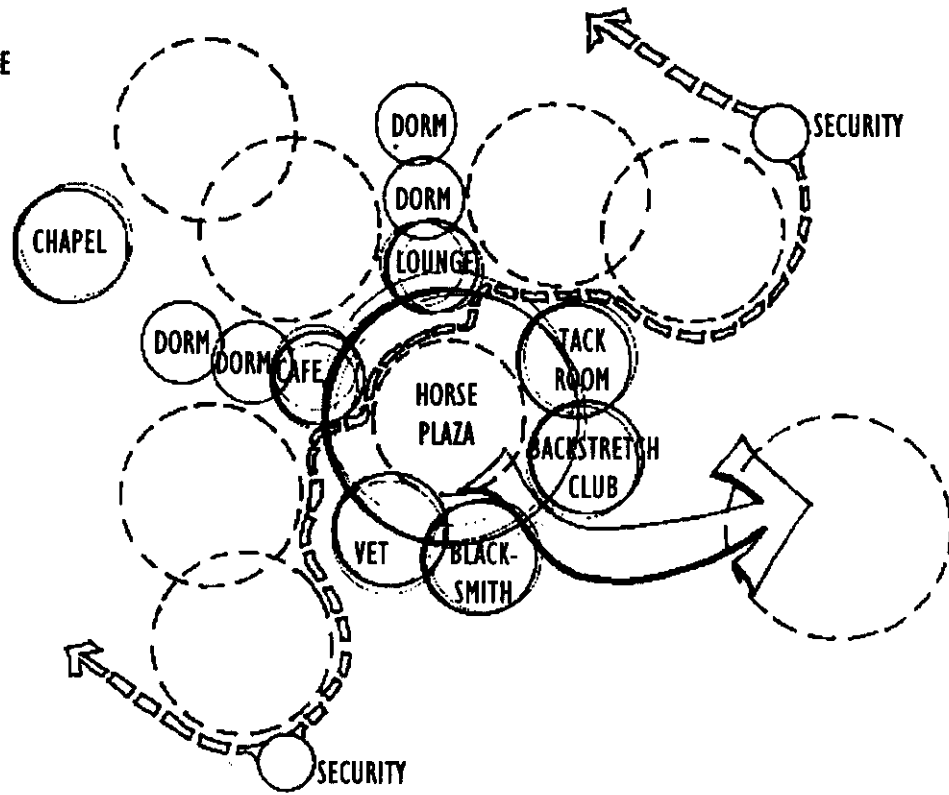 E
DORM
SECURITY
DORM
CHAPEL
LOUNGE
DORM
DORM
CAFE
TACK
ROOM
HORSE
PLAZA
BACKSTRETCH
CLUB
VET
BLACK-
SMITH
SECURITY